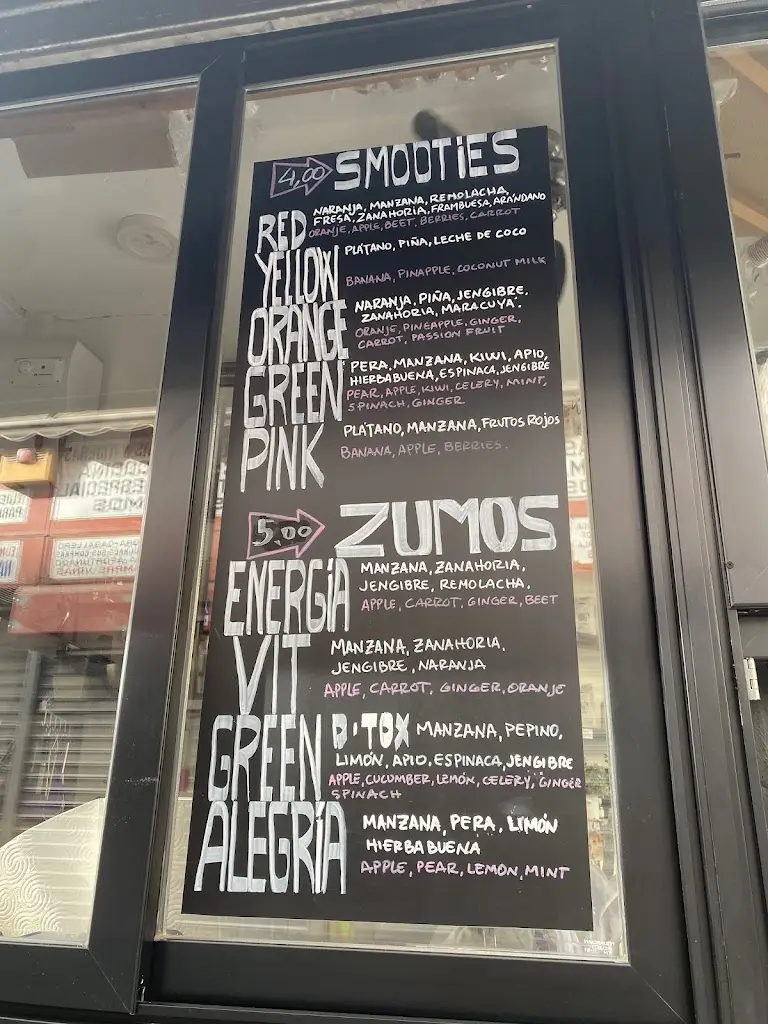 4,00 SMOOTIES
RED
NARANJA, MANZANA, REMOLACHA,
FRESA, ZANAHORIA, FRAMBUESA, ARÁNDANO
ORANJE, APPLE, BEET, BERRIES, CARROT
YELLOW
PLÁTANO, PIÑA, LECHE DE COCO
BANANA, PINAPPLE, COCONUT MILK
ORANGE
NARANJA, PIÑA, JENGIBRE,
ZANAHORIA, MARACUYÁ.
ORANJE, PINEAPPLE, GINGER,
CARROT, PASSION FRUIT
GREEN
PERA, MANZANA, KIWI, APIO,
HIERBABUENA, ESPINACA, JENGIBRE
PEAR, APPLE, KIWI, CELERY, MINT,
SPINACH, GINGER
PINK
PLÁTANO, MANZANA, FRUTOS ROJOS
BANANA, APPLE, BERRIES.
5,00 ZUMOS
ENERGÍA
MANZANA, ZANAHORIA,
JENGIBRE, REMOLACHA.
APPLE, CARROT, GINGER, BEET
VIT
MANZANA, ZANAHORIA,
JENGIBRE, NARANJA
APPLE, CARROT, GINGER, ORANJE
GREEN D·TOX MANZANA, PEPINO,
LIMÓN, APIO, ESPINACA, JENGIBRE
APPLE, CUCUMBER, LEMÓN, CELERY, GINGER
SPINACH
ALEGRÍA
MANZANA, PERA, LIMÓN
HIERBABUENA
APPLE, PEAR, LEMON, MINT